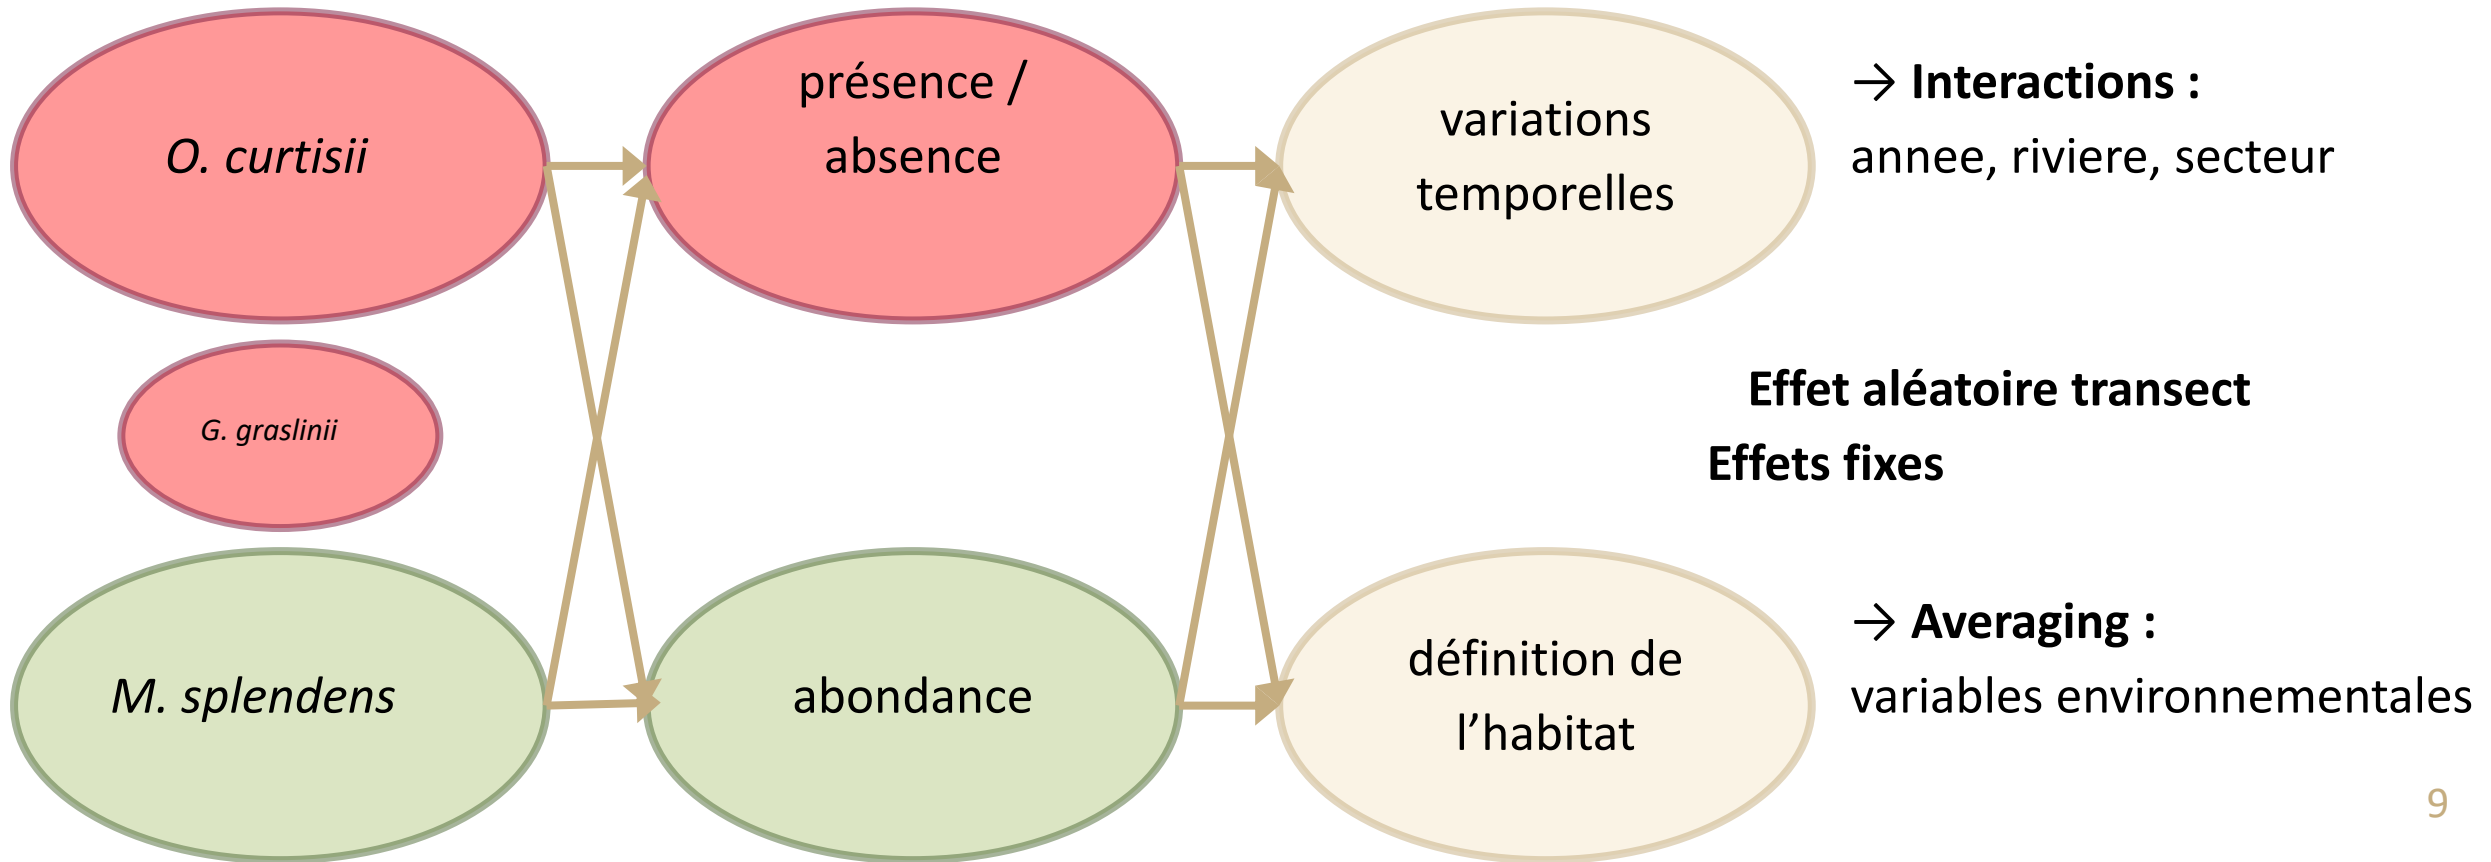 O. curtisii
présence /
absence
variations
temporelles
→ Interactions :
annee, riviere, secteur
G. graslinii
Effet aléatoire transect
Effets fixes
M. splendens
abondance
définition de
l’habitat
→ Averaging :
variables environnementales
9